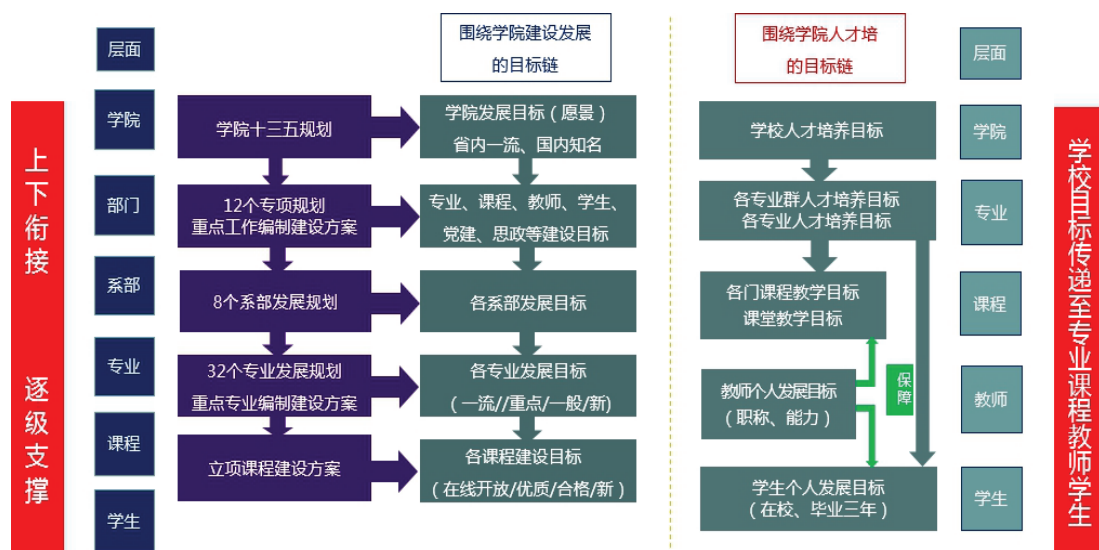 围绕学院建设发展
的目标链
围绕学院人才培
的目标链
层面
学院
部门
系部
专业
课程
学生
上下衔接
逐级支撑
学院十三五规划
12个专项规划
重点工作编制建设方案
8个系部发展规划
32个专业发展规划
重点专业编制建设方案
立项课程建设方案
学院发展目标（愿景）
省内一流、国内知名
专业、课程、教师、学生、
党建、思政等建设目标
各系部发展目标
各专业发展目标
（一流//重点/一般/新)
各课程建设目标
（在线开放/优质/合格/新）
学校人才培养目标
各专业群人才培养目标
各专业人才培养目标
各门课程教学目标
课堂教学目标
教师个人发展目标
（职称、能力）
保障
学生个人发展目标
（在校、毕业三年）
层面
学院
专业
课程
教师
学生
学校目标传递至专业课程教师学生